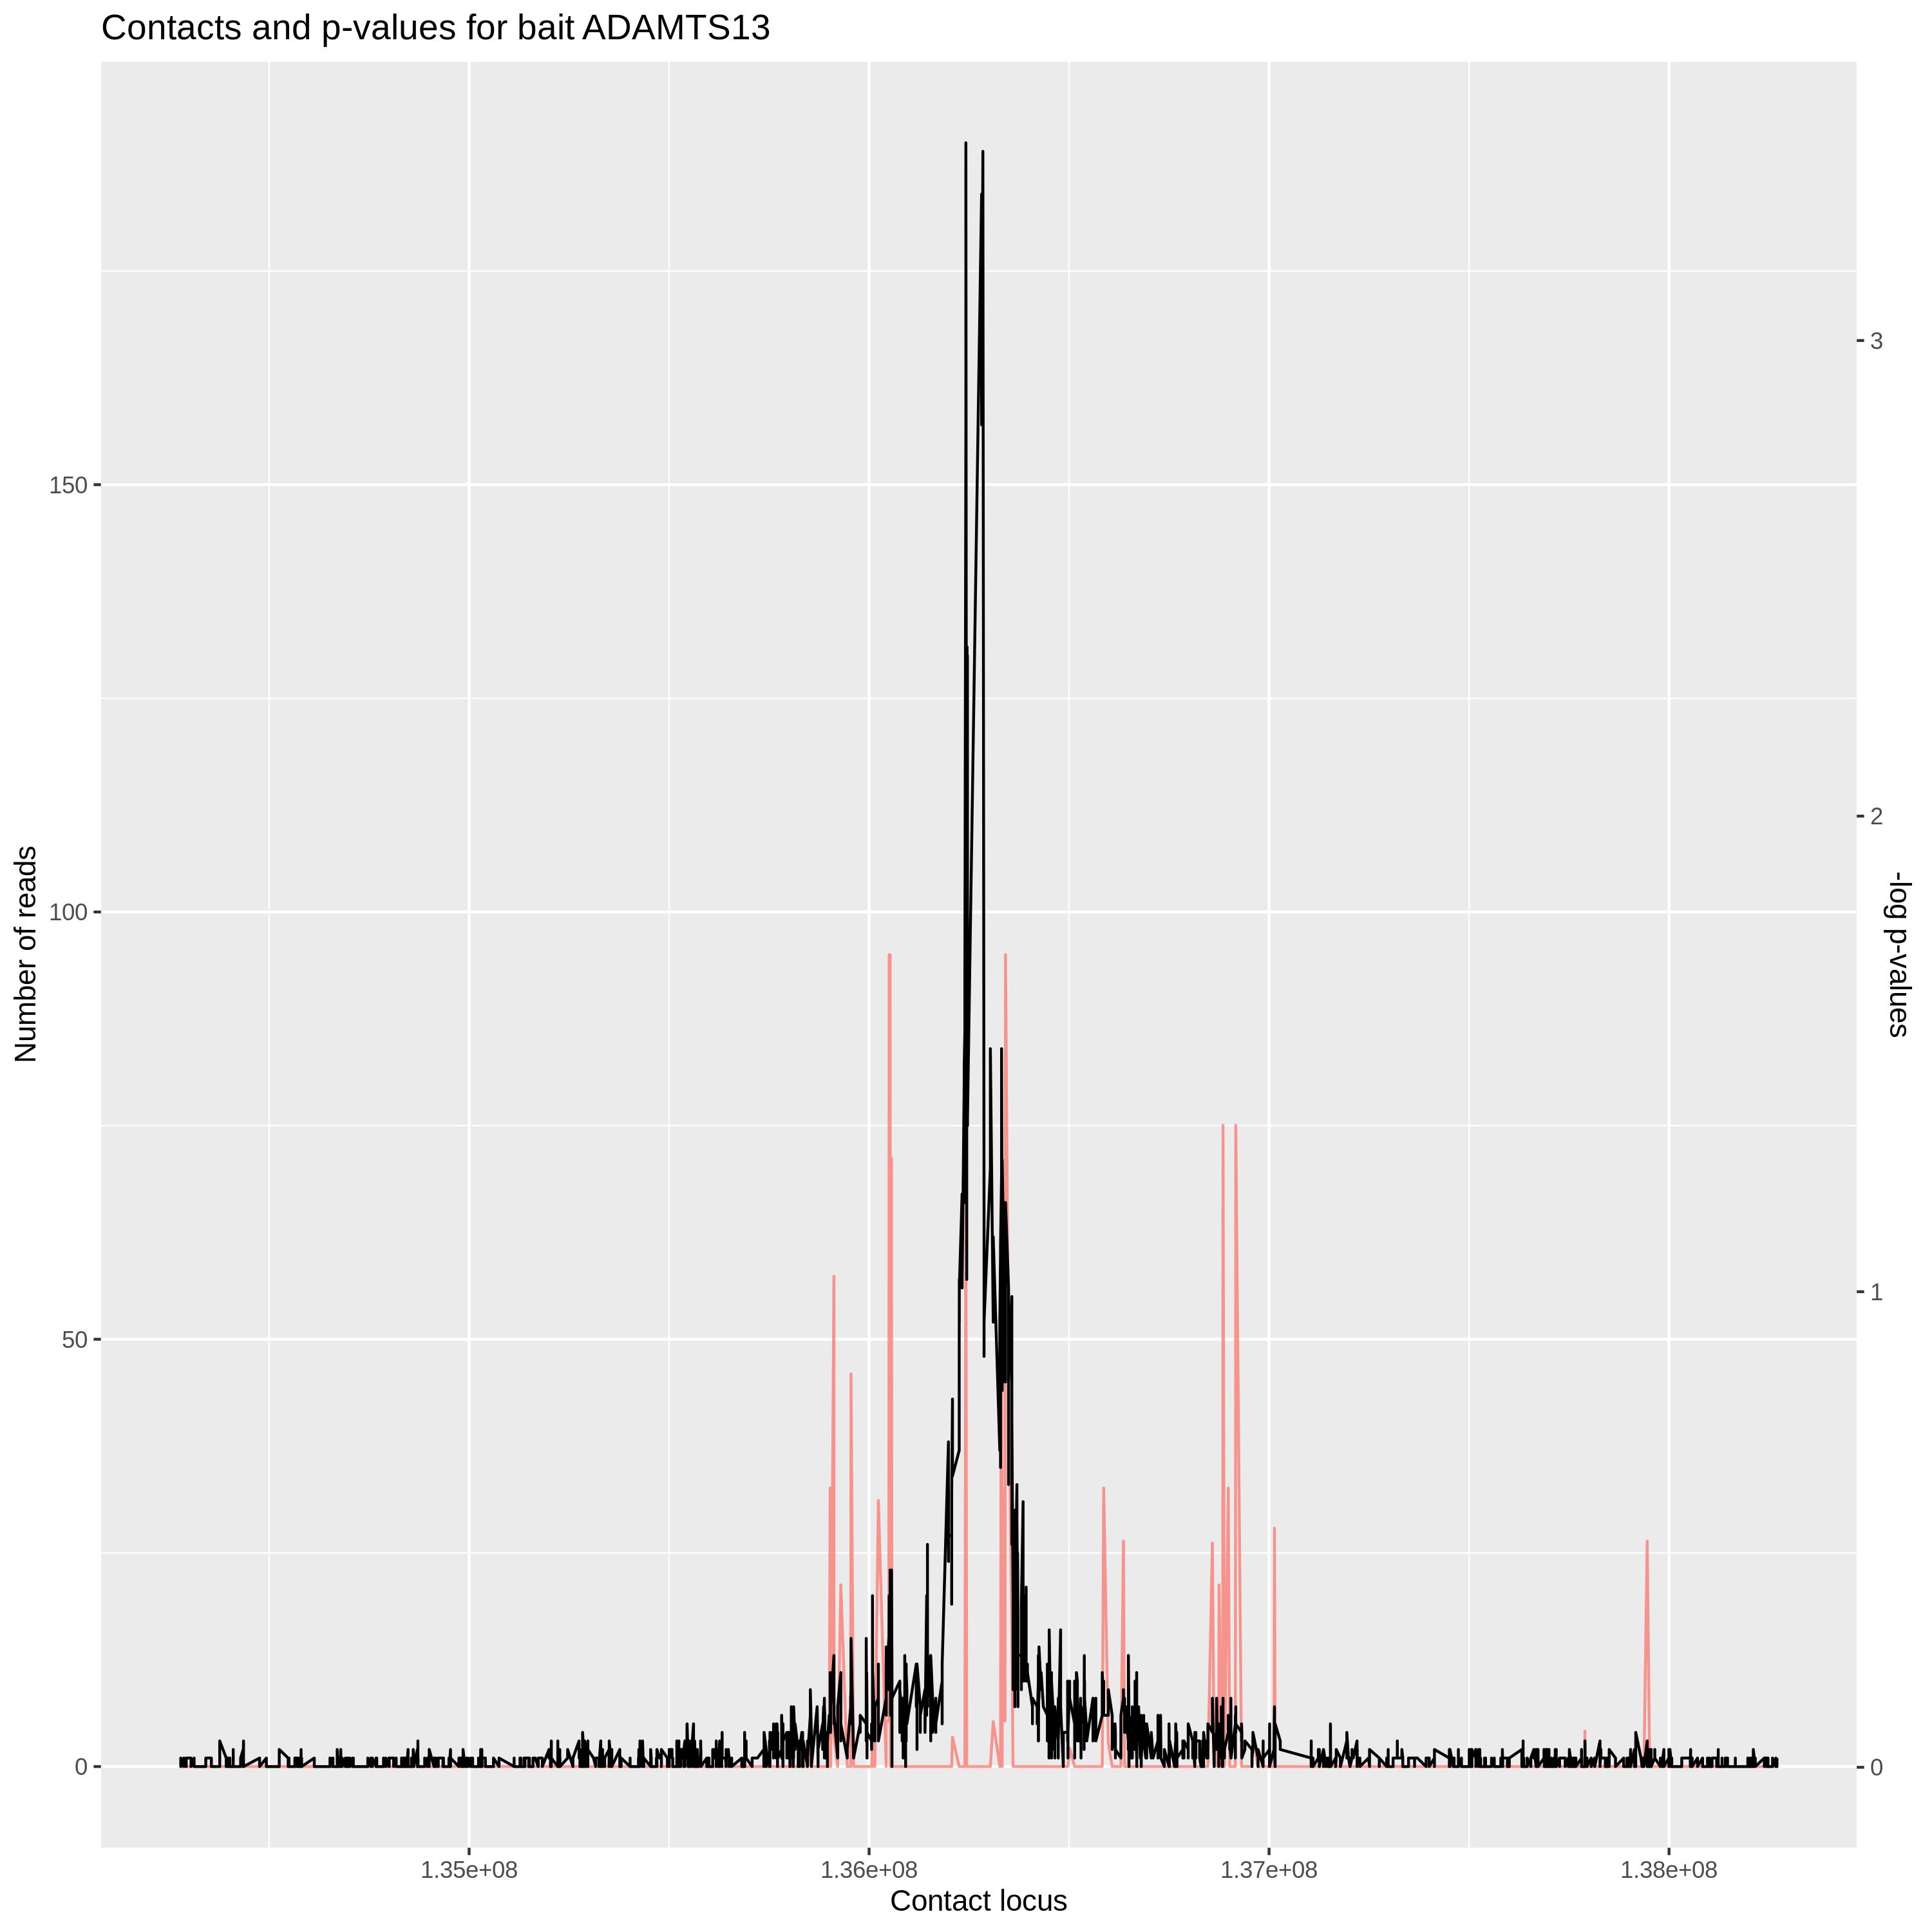 Contacts and p-values for bait ADAMTS13
Number of reads
150
100
50
0
3
2
1
0
-log p-values
1.35e+08
1.36e+08
1.37e+08
1.38e+08
Contact locus